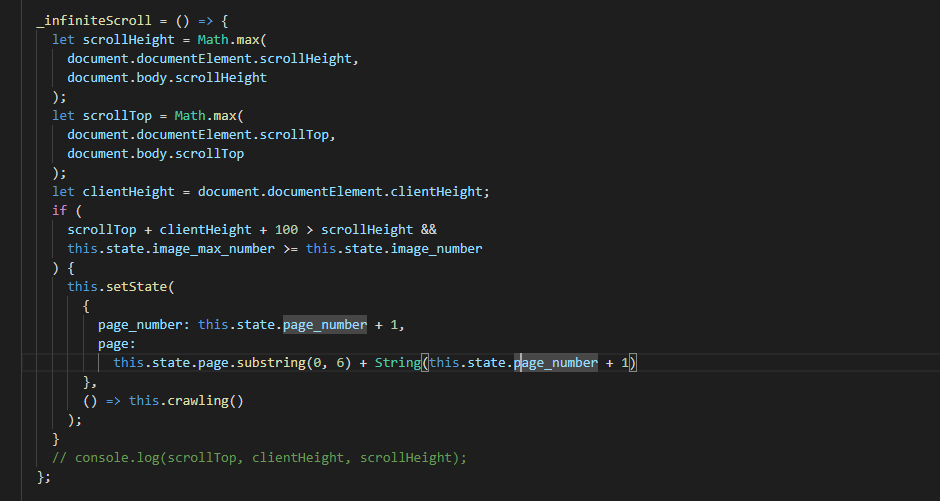 _infiniteScroll = () => {
let scrollHeight = Math.max(
document.documentElement.scrollHeight,
document.body.scrollHeight
);
let scrollTop = Math.max(
document.documentElement.scrollTop,
document.body.scrollTop
);
let clientHeight = document.documentElement.clientHeight;
if (
scrollTop + clientHeight + 100 > scrollHeight &&
this.state.image_max_number >= this.state.image_number
) {
this.setState(
{
page_number: this.state.page_number + 1,
page:
this.state.page.substring(0, 6) + String(this.state.page_number + 1)
},
() => this.crawling()
);
}
// console.log(scrollTop, clientHeight, scrollHeight);
};